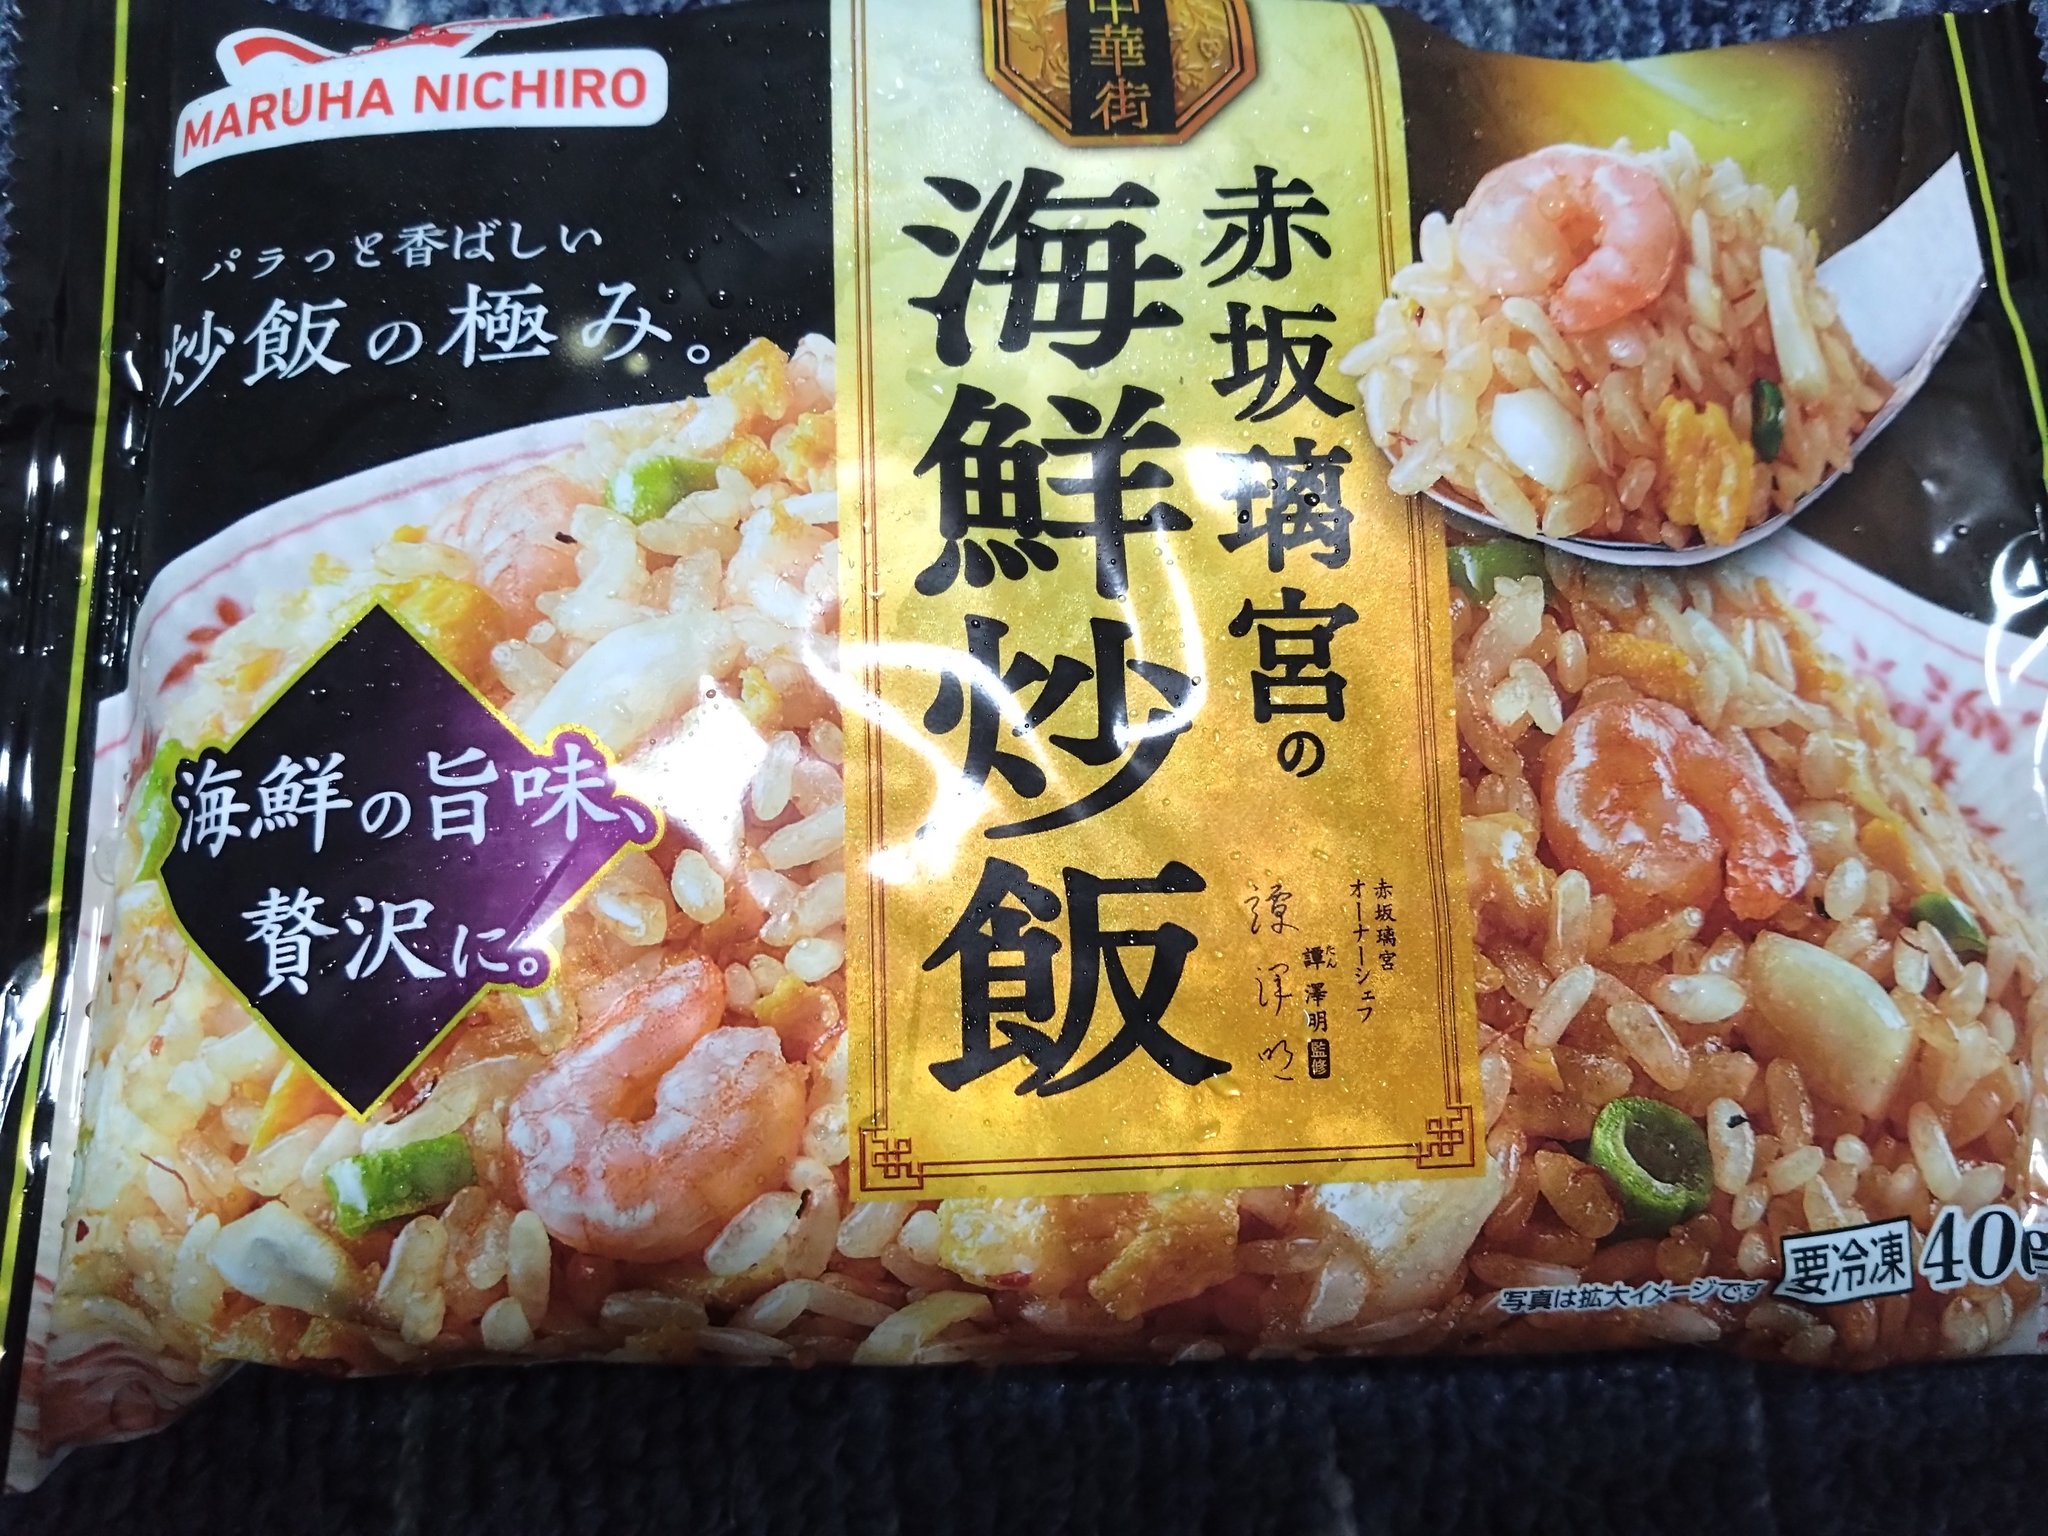 MARUHA NICHIRO
パラっと香ばしい
炒飯の極み。
中華街
赤坂璃宮の
海鮮炒飯
海鮮の旨味、
贅沢に。
赤坂璃宮
オーナーシェフ
たん
譚澤明 監修
譚澤明
写真は拡大イメージです
要冷凍